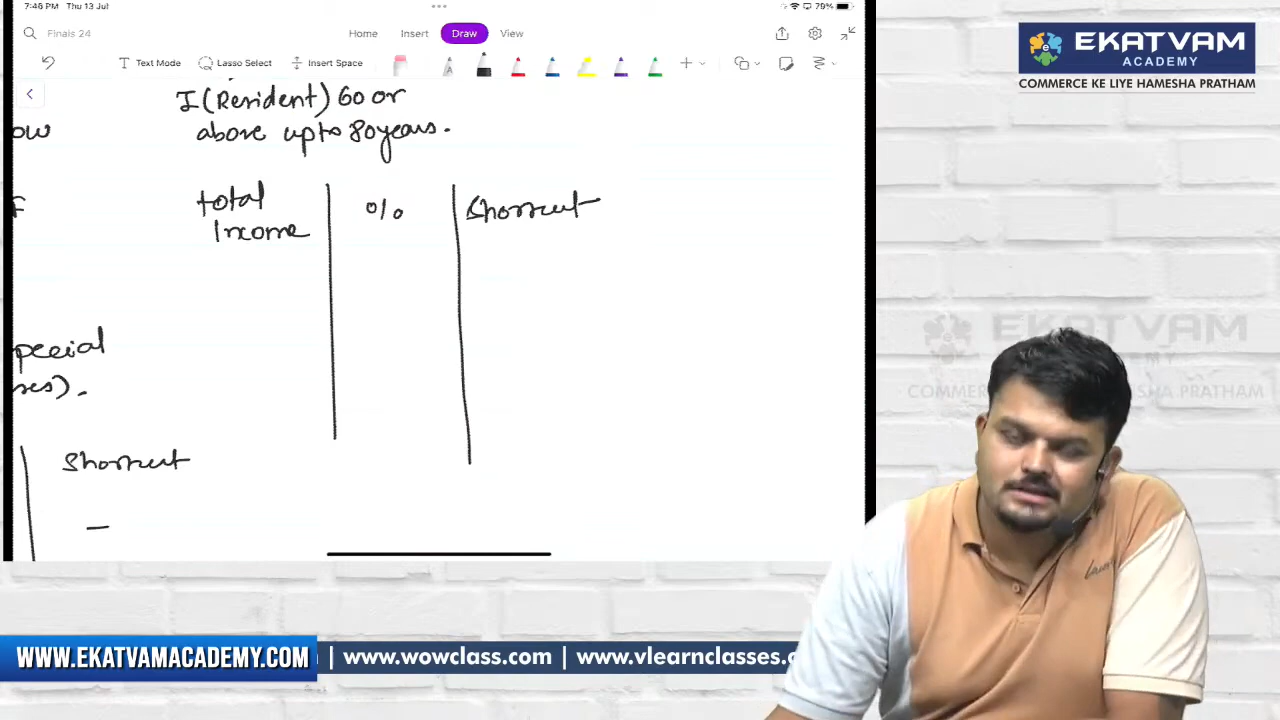 7:46 PM Thu 13 Jul
79%
Finals 24
Home Insert Draw View
Text Mode Lasso Select Insert Space
I (Resident) 60 or
above upto 80 years.
ow
total
Income
%
Shortcut
pecial
ses).
Shortcut
—
EKATVAM
ACADEMY
COMMERCE KE LIYE HAMESHA PRATHAM
EKATVAM
WWW.EKATVAMACADEMY.COM
| www.wowclass.com | www.vlearnclasses.c